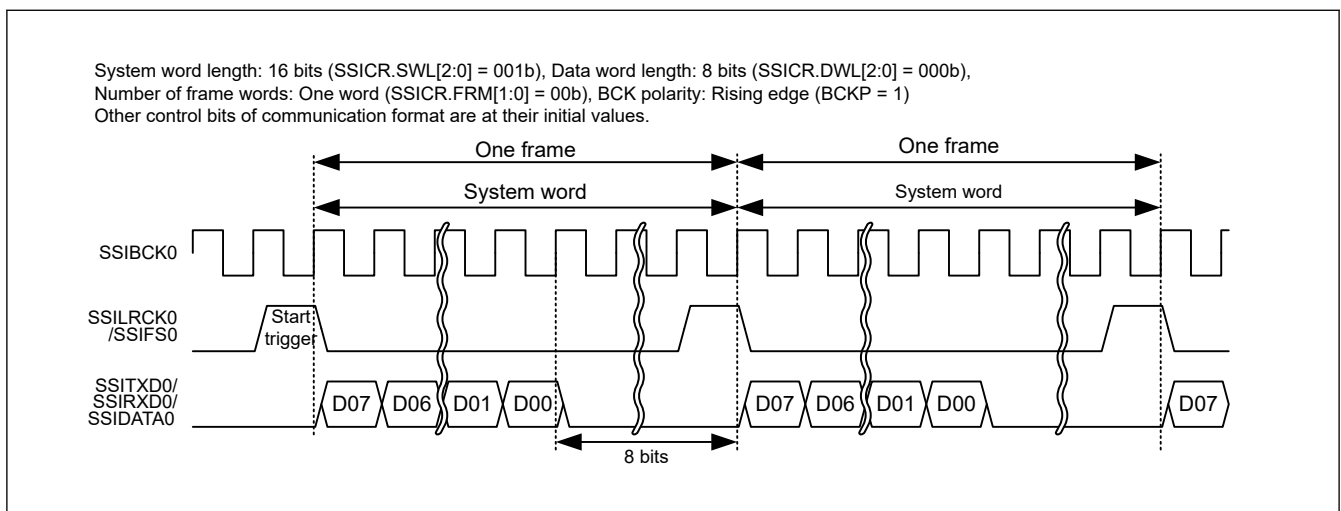 System word length: 16 bits (SSICR.SWL[2:0] = 001b), Data word length: 8 bits (SSICR.DWL[2:0] = 000b),
Number of frame words: One word (SSICR.FRM[1:0] = 00b), BCK polarity: Rising edge (BCKP = 1)
Other control bits of communication format are at their initial values.
One frame One frame
System word System word
SSIBCK0
SSILRCK0
/SSIFS0
Start
trigger
SSITXD0/
SSIRXD0/
SSIDATA0
D07 D06 D01 D00 D07 D06 D01 D00 D07
8 bits